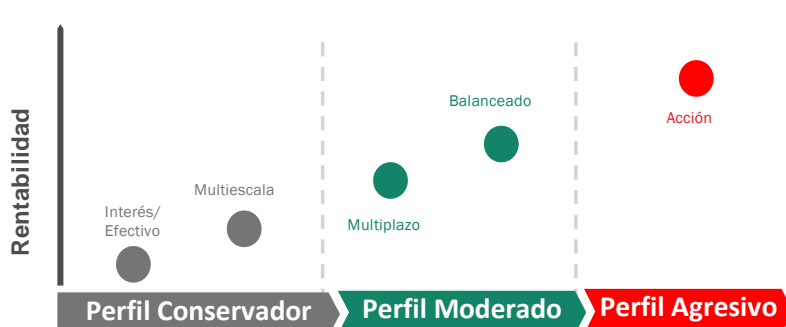 Rentabilidad
Interés/
Efectivo
Multiescala
Multiplazo
Balanceado
Acción
Perfil Conservador
Perfil Moderado
Perfil Agresivo